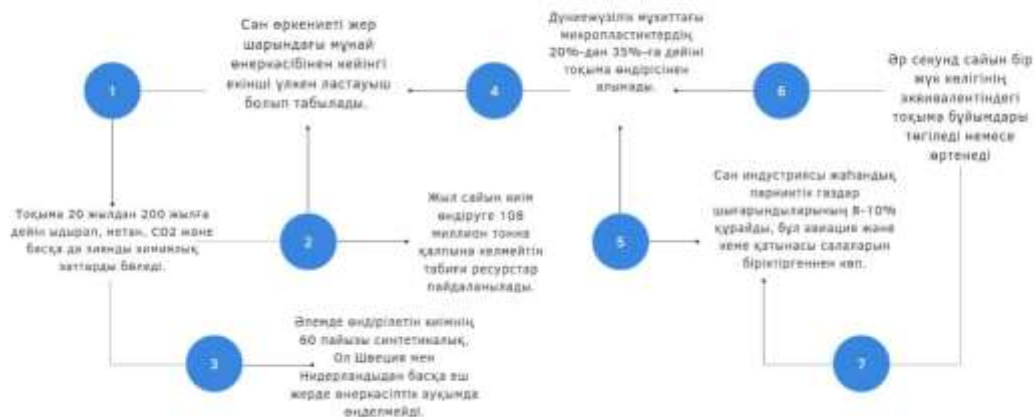 1
Сән өркениеті жер
шарындағы мұнай
өнеркәсібінен кейінгі
екінші үлкен ластауыш
болып табылады.
4
Дүниежүзілік мұхиттағы
микропластиктердің
20%-дан 35%-ға дейіні
тоқыма өндірісінен
алынады.
6
Әр секунд сайын бір
жүк көлігінің
эквивалентіндегі
тоқыма бұйымдары
төгіледі немесе
өртенеді
Тоқыма 20 жылдан 200 жылға
дейін ыдырап, метан, CO2 және
басқа да зиянды химиялық
заттарды бөледі.
2
Жыл сайын киім
өндіруге 108
миллион тонна
қалпына келмейтін
табиғи ресурстар
пайдаланылады.
5
Сән индустриясы жаһандық
парниктік газдар
шығарындыларының 8-10%
құрайды, бұл авиация және
кеме қатынасы салаларын
біріктіргеннен көп.
3
Әлемде өндірілетін киімнің
60 пайызы синтетикалық.
Ол Швеция мен
Нидерландыдан басқа еш
жерде өнеркәсіптік ауқымда
өңделмейді.
7